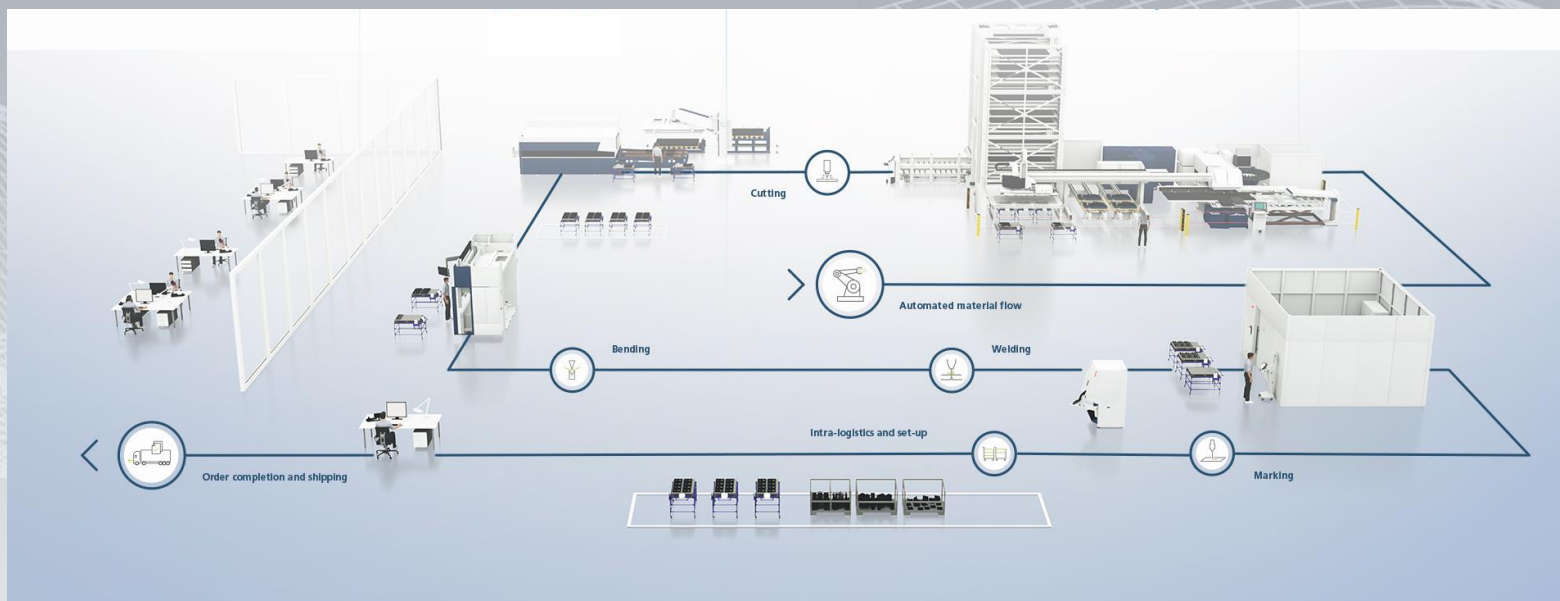 Cutting
Automated material flow
Bending
Welding
Intra-logistics and set-up
Order completion and shipping
Marking